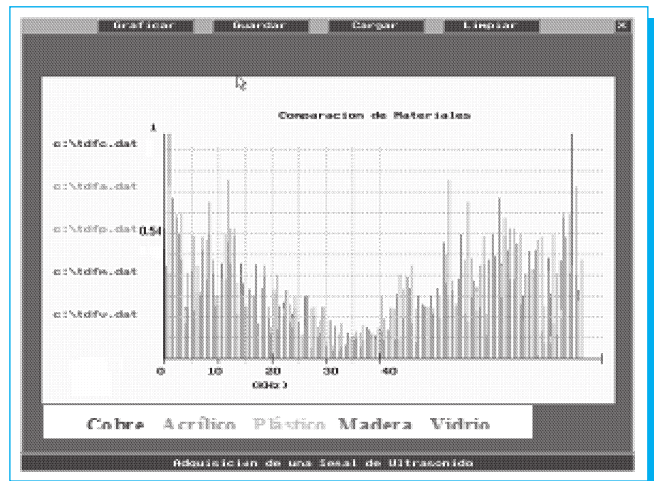 Graficar Guardar Cargar Limpiar X
Comparacion de Materiales
1
c:\tdfc.dat
c:\tdfa.dat
c:\tdfp.dat 0.54
c:\tdfm.dat
c:\tdfv.dat
0 10 20 30 40
(KHz)
Cobre Acrílico Plástico Madera Vidrio
Adquisicion de una Senal de Ultrasonido